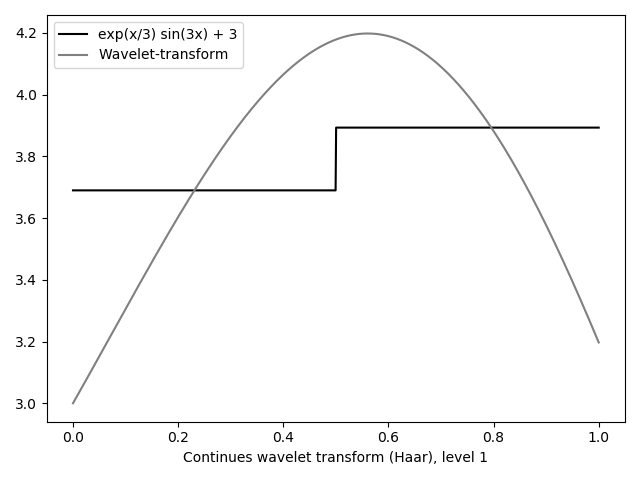 exp(x/3) sin(3x) + 3
Wavelet-transform
4.2
4.0
3.8
3.6
3.4
3.2
3.0
0.0 0.2 0.4 0.6 0.8 1.0
Continues wavelet transform (Haar), level 1